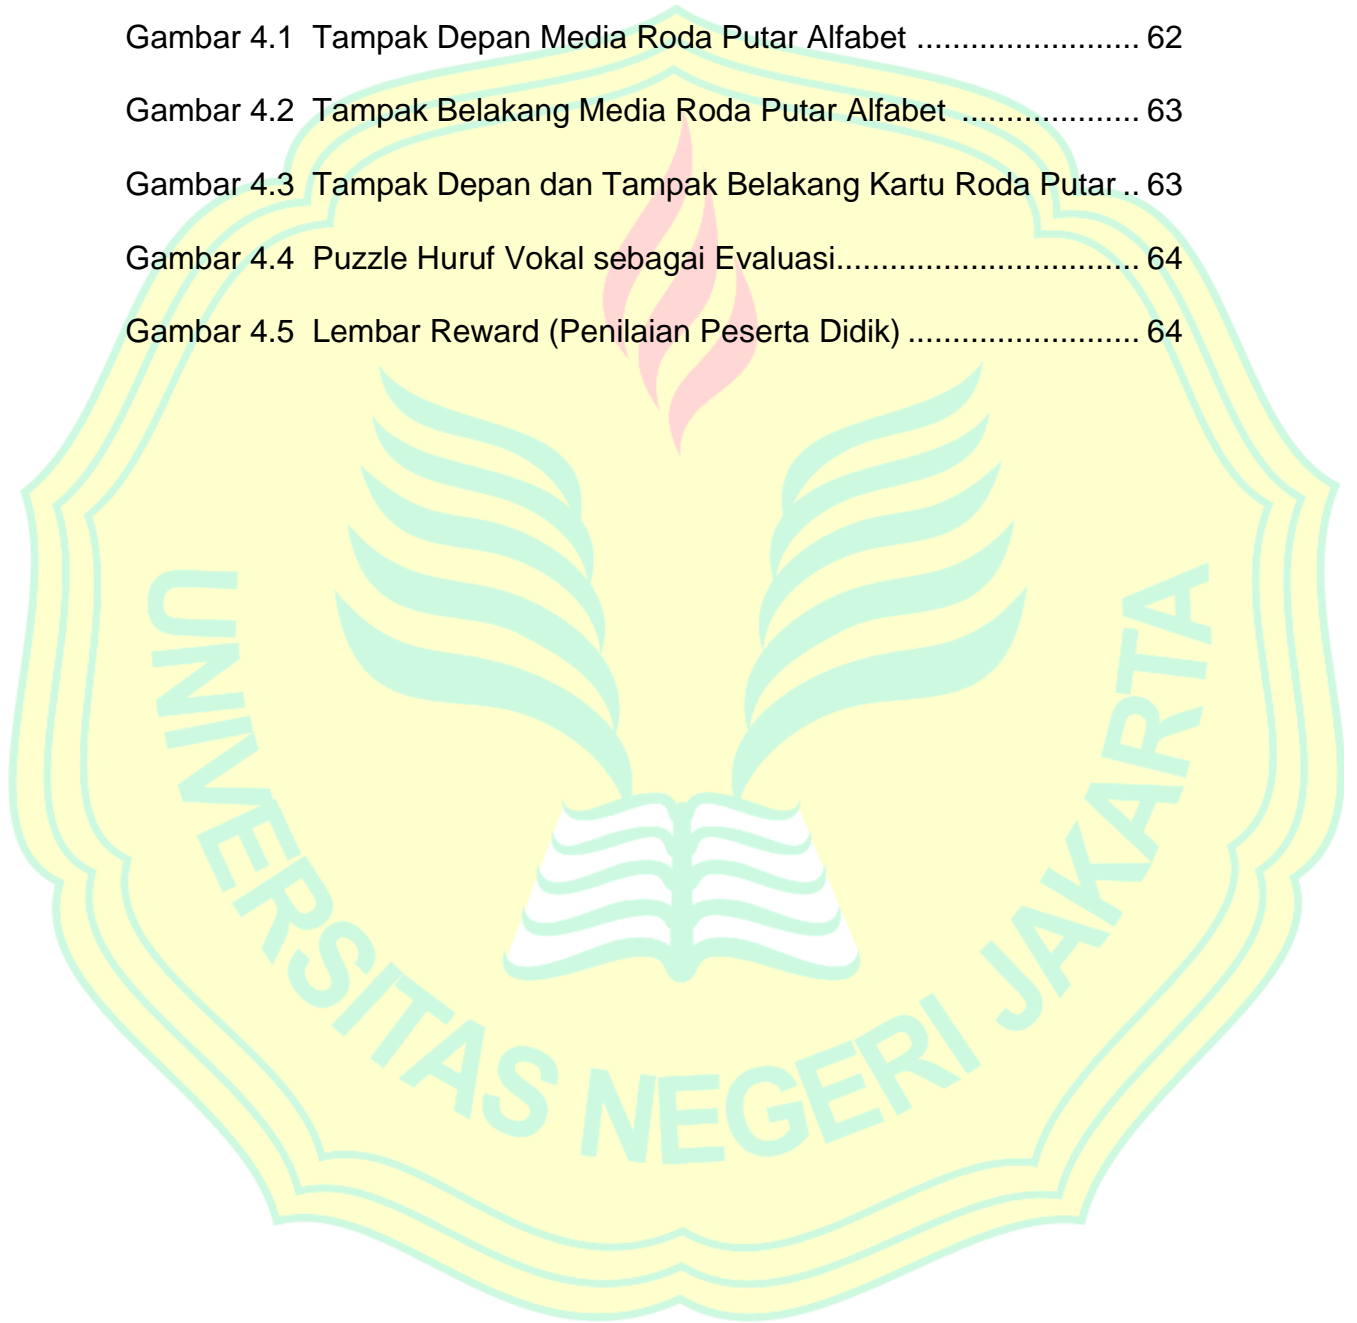 Gambar 4.1 Tampak Depan Media Roda Putar Alfabet ......................... 62
Gambar 4.2 Tampak Belakang Media Roda Putar Alfabet .................... 63
Gambar 4.3 Tampak Depan dan Tampak Belakang Kartu Roda Putar .. 63
Gambar 4.4 Puzzle Huruf Vokal sebagai Evaluasi.................................. 64
Gambar 4.5 Lembar Reward (Penilaian Peserta Didik) .......................... 64
UNIVERSITAS NEGERI JAKARTA